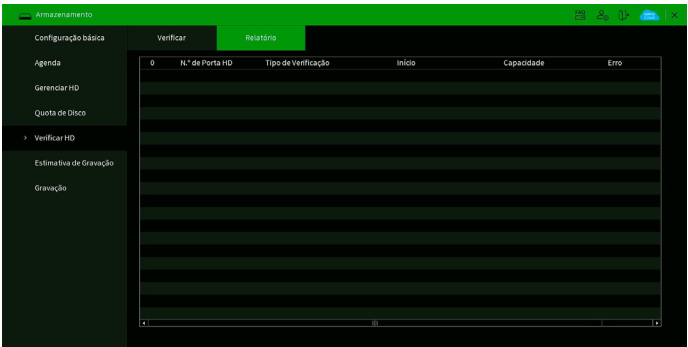 Armazenamento
Configuração básica
Verificar
Relatório
Agenda
0 N.° de Porta HD Tipo de Verificação Início Capacidade Erro
Gerenciar HD
Quota de Disco
> Verificar HD
Estimativa de Gravação
Gravação